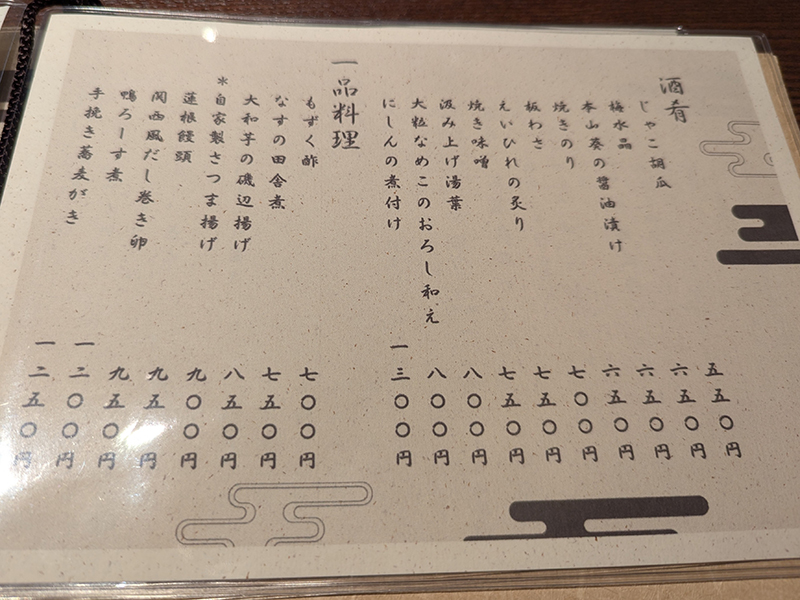 酒肴
じゃこ胡瓜 五五〇円
梅水晶 六五〇円
本山葵の醤油漬け 六五〇円
焼きのり 六五〇円
板わさ 七〇〇円
えいひれの炙り 七五〇円
焼き味噌 七五〇円
汲み上げ湯葉 八〇〇円
大粒なめこのおろし和え 八〇〇円
にしんの煮付け 一三〇〇円
一品料理
もずく酢 七〇〇円
なすの田舎煮 七五〇円
大和芋の磯辺揚げ 八五〇円
＊自家製さつま揚げ 九〇〇円
蓮根饅頭 九五〇円
関西風だし巻き卵 九五〇円
鴨ろーす煮 一二〇〇円
手挽き蕎麦がき 一二五〇円